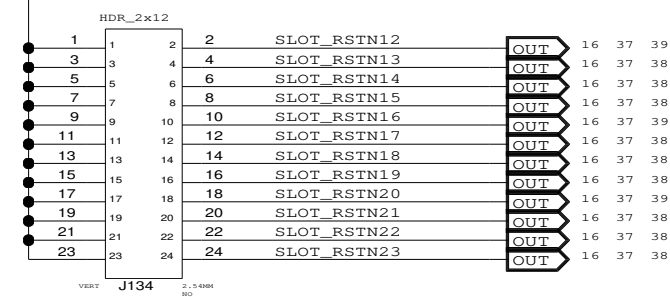 HDR_2x12
1 1 2 2 SLOT_RSTN12 OUT 16 37 39
3 3 4 4 SLOT_RSTN13 OUT 16 37 38
5 5 6 6 SLOT_RSTN14 OUT 16 37 38
7 7 8 8 SLOT_RSTN15 OUT 16 37 38
9 9 10 10 SLOT_RSTN16 OUT 16 37 39
11 11 12 12 SLOT_RSTN17 OUT 16 37 38
13 13 14 14 SLOT_RSTN18 OUT 16 37 38
15 15 16 16 SLOT_RSTN19 OUT 16 37 38
17 17 18 18 SLOT_RSTN20 OUT 16 37 39
19 19 20 20 SLOT_RSTN21 OUT 16 37 38
21 21 22 22 SLOT_RSTN22 OUT 16 37 38
23 23 24 24 SLOT_RSTN23 OUT 16 37 38
VERT J134 2.54MM
NO